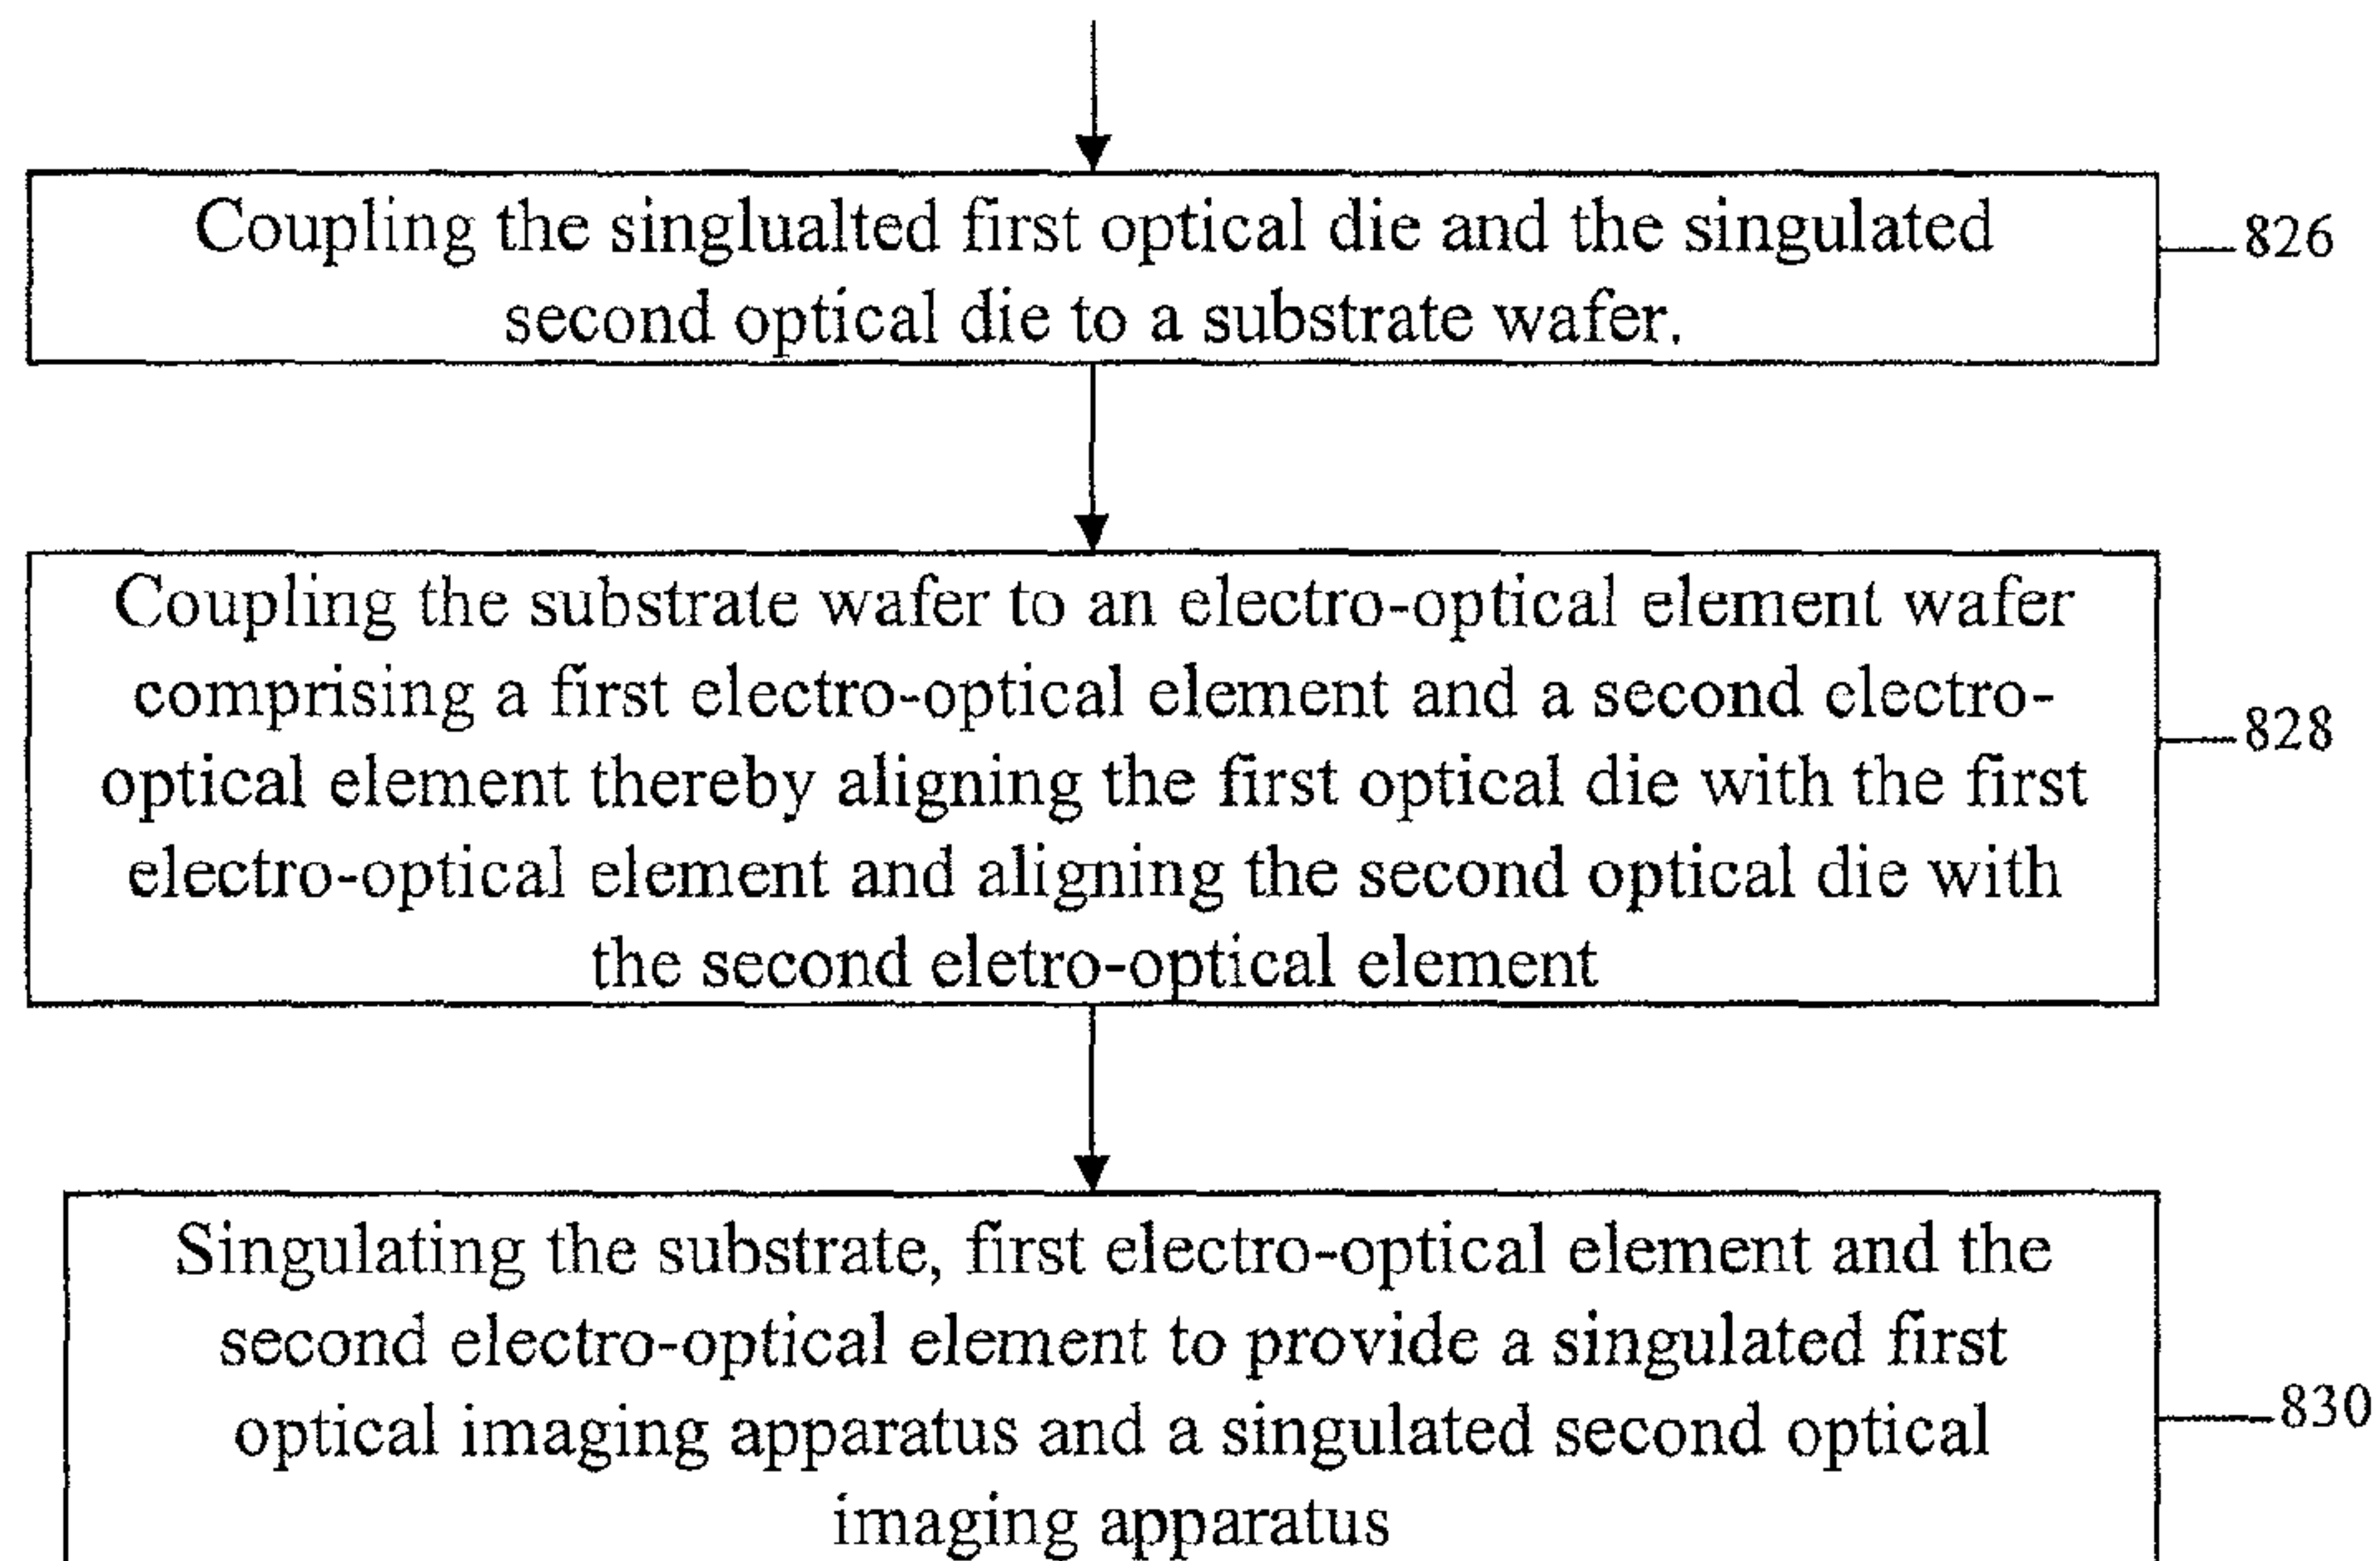 Coupling the singlualted first optical die and the singulated
second optical die to a substrate wafer.
826
Coupling the substrate wafer to an electro-optical element wafer
comprising a first electro-optical element and a second electro-
optical element thereby aligning the first optical die with the first
electro-optical element and aligning the second optical die with
the second eletro-optical element
828
Singulating the substrate, first electro-optical element and the
second electro-optical element to provide a singulated first
optical imaging apparatus and a singulated second optical
imaging apparatus
830